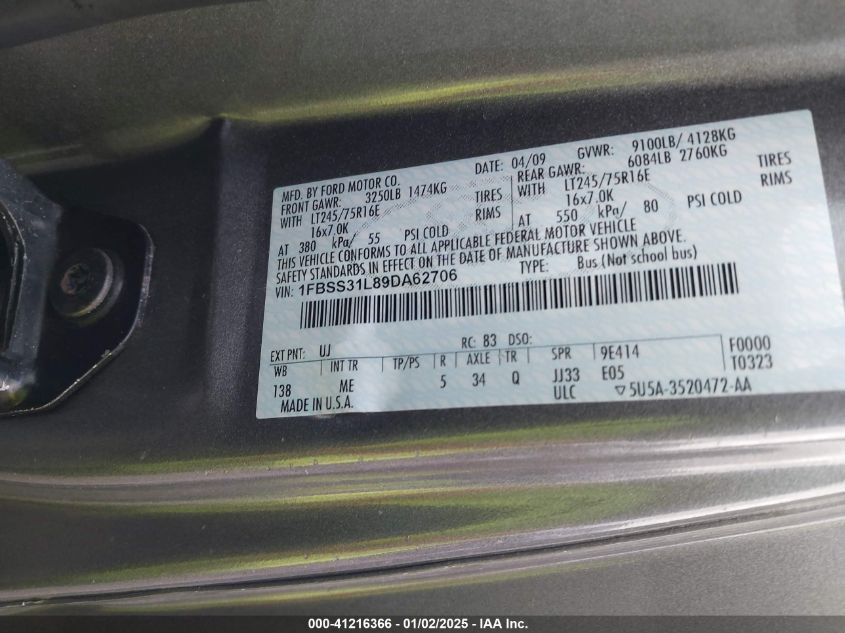 MFD. BY FORD MOTOR CO. DATE: 04/09 GVWR: 9100LB/ 4128KG
FRONT GAWR: 3250LB 1474KG REAR GAWR: 6084LB 2760KG
WITH LT245/75R16E TIRES WITH LT245/75R16E TIRES
16x7.0K RIMS 16x7.0K RIMS
AT 380 kPa/ 55 PSI COLD AT 550 kPa/ 80 PSI COLD
THIS VEHICLE CONFORMS TO ALL APPLICABLE FEDERAL MOTOR VEHICLE
SAFETY STANDARDS IN EFFECT ON THE DATE OF MANUFACTURE SHOWN ABOVE.
VIN: 1FBSS31L89DA62706 TYPE: Bus (Not school bus)
EXT PNT: UJ RC: 83 DSO:
WB INT TR TP/PS R AXLE TR SPR 9E414 F0000
138 ME 5 34 Q JJ33 E05 T0323
MADE IN U.S.A. ULC ▽5U5A-3520472-AA
000-41216366 - 01/02/2025 - IAA Inc.